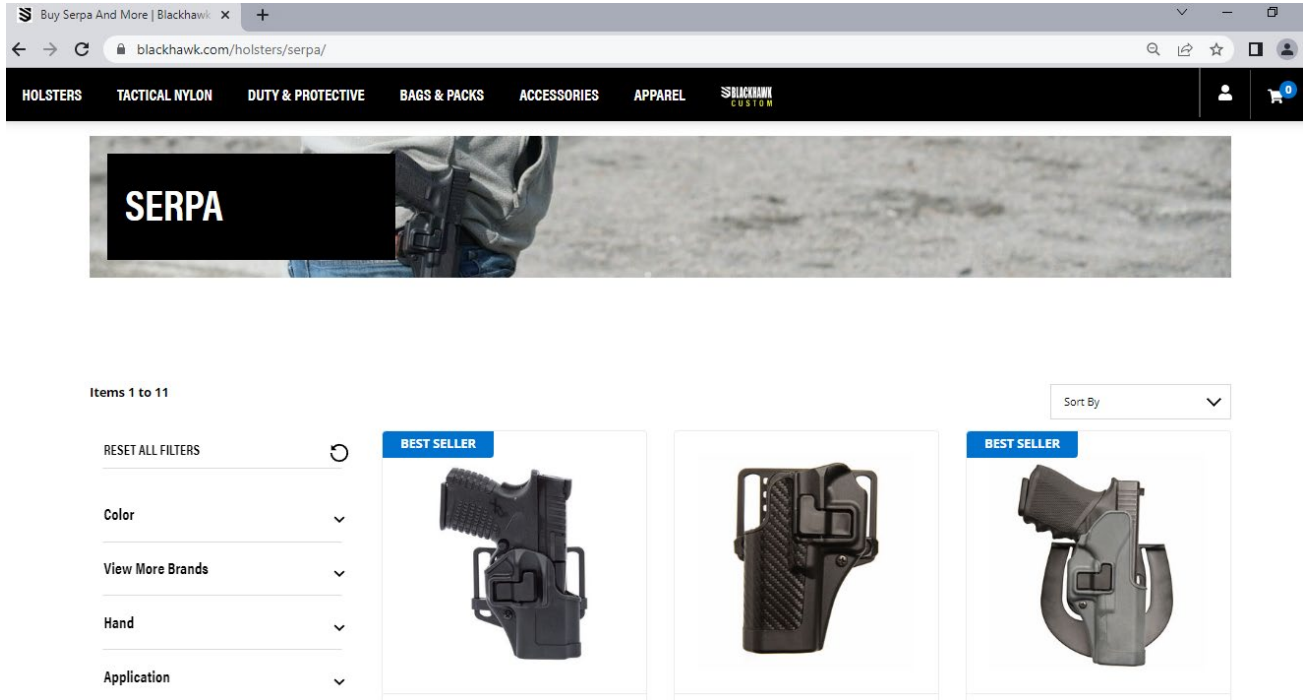 Buy Serpa And More | Blackhawk
blackhawk.com/holsters/serpa/
HOLSTERS TACTICAL NYLON DUTY & PROTECTIVE BAGS & PACKS ACCESSORIES APPAREL BLACKHAWK
CUSTOM
0
SERPA
Items 1 to 11
Sort By
RESET ALL FILTERS
BEST SELLER
BEST SELLER
Color
View More Brands
Hand
Application